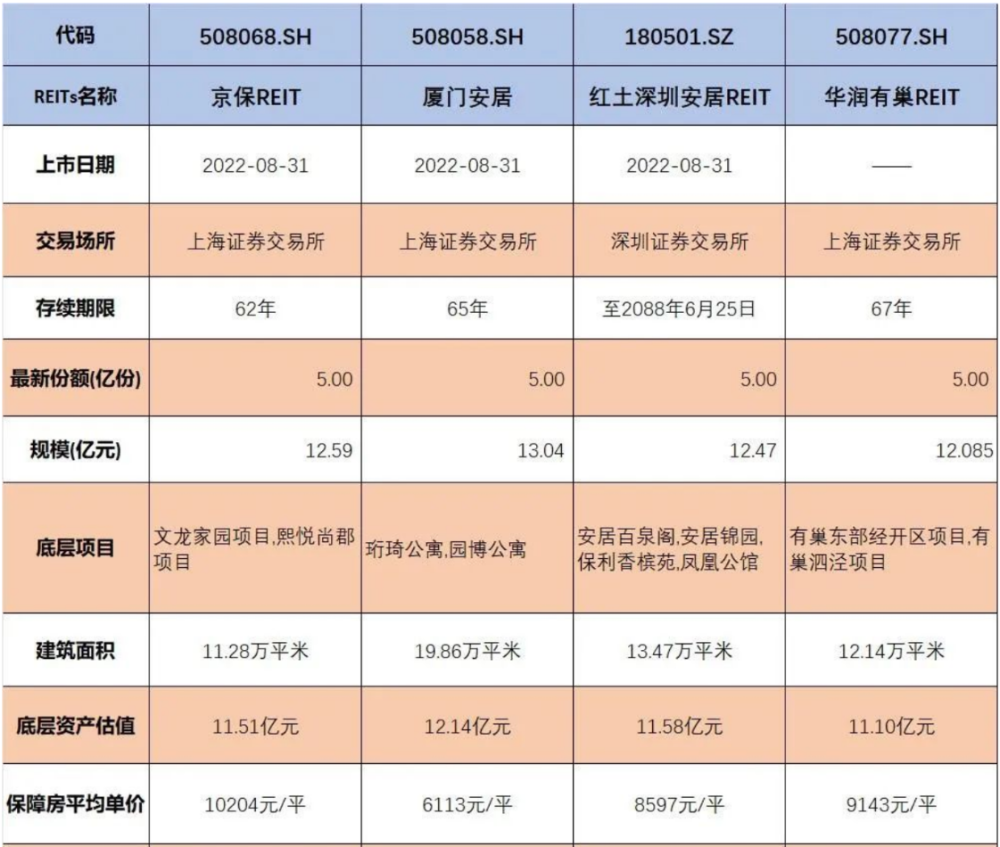 代码 508068.SH 508058.SH 180501.SZ 508077.SH
REITs名称 京保REIT 厦门安居 红土深圳安居REIT 华润有巢REIT
上市日期 2022-08-31 2022-08-31 2022-08-31 ——
交易场所 上海证券交易所 上海证券交易所 深圳证券交易所 上海证券交易所
存续期限 62年 65年 至2088年6月25日 67年
最新份额(亿份) 5.00 5.00 5.00 5.00
规模(亿元) 12.59 13.04 12.47 12.085
底层项目 文龙家园项目,熙悦尚郡项目 珩琦公寓,园博公寓 安居百泉阁,安居锦园,保利香槟苑,凤凰公馆 有巢东部经开区项目,有巢泗泾项目
建筑面积 11.28万平米 19.86万平米 13.47万平米 12.14万平米
底层资产估值 11.51亿元 12.14亿元 11.58亿元 11.10亿元
保障房平均单价 10204元/平 6113元/平 8597元/平 9143元/平